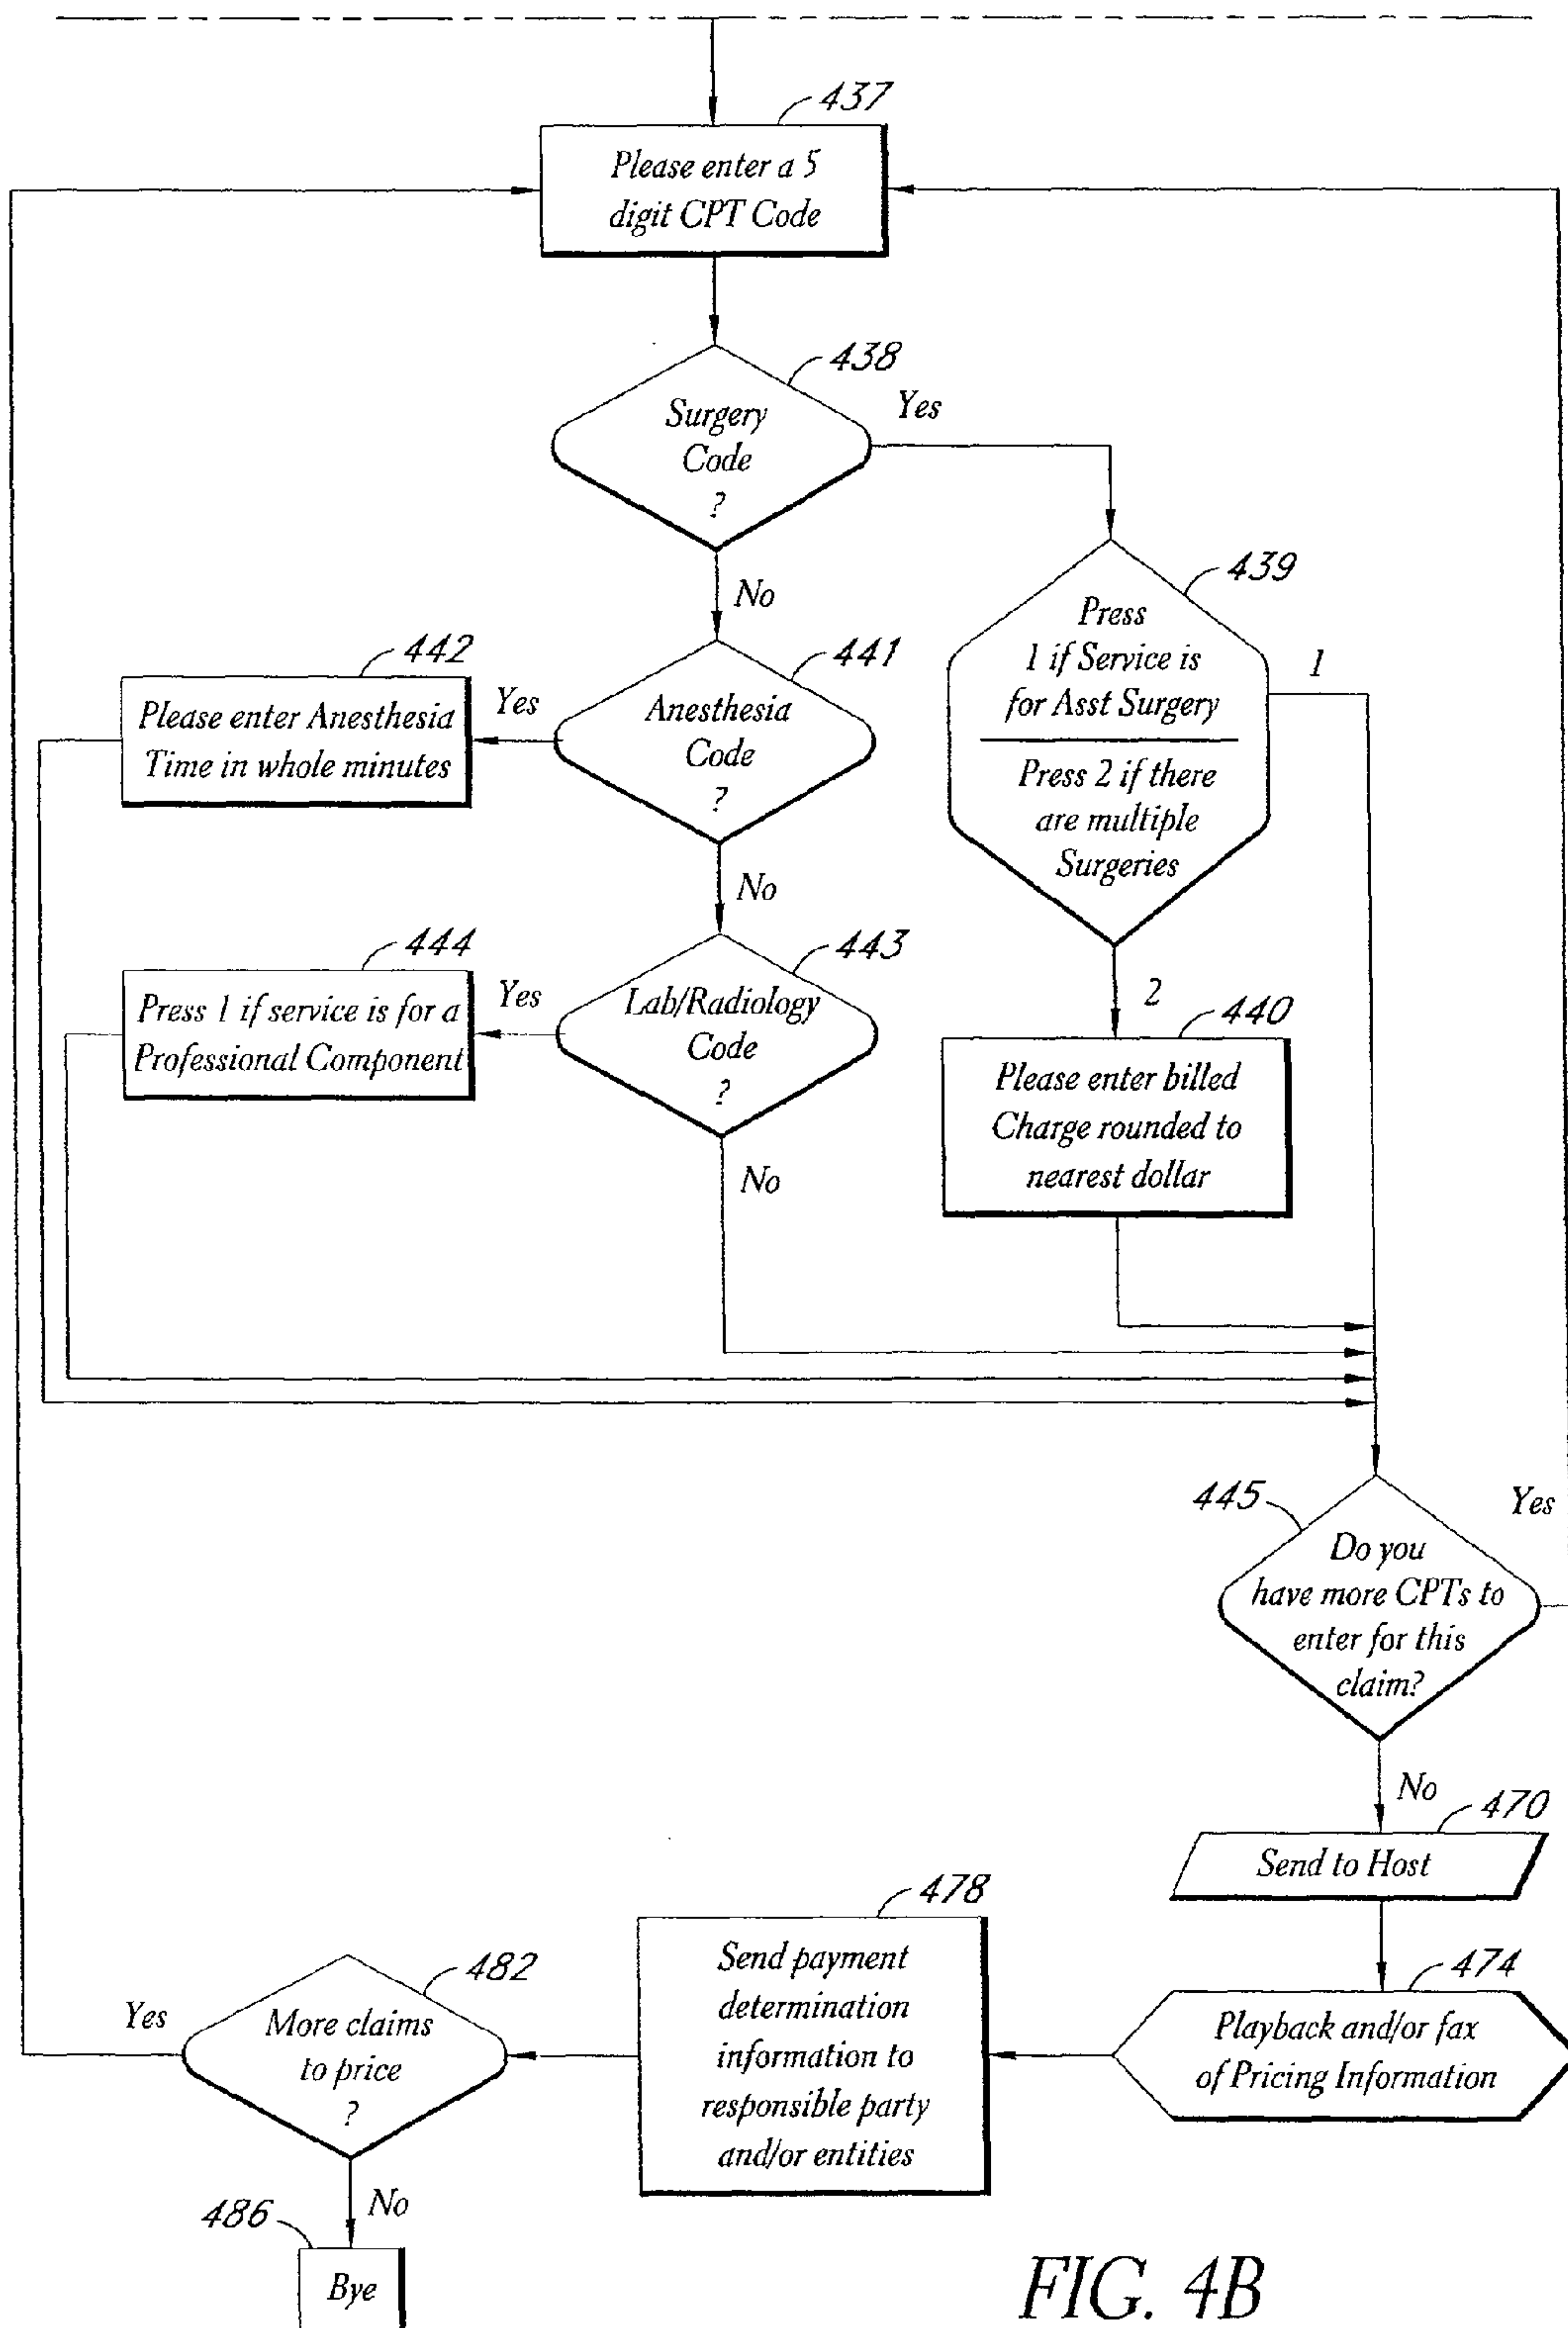 437
Please enter a 5
digit CPT Code
438
Surgery
Code
?
Yes
No
439
Press
1 if Service is
for Asst Surgery
Press 2 if there
are multiple
Surgeries
1
2
442
Please enter Anesthesia
Time in whole minutes
Yes
441
Anesthesia
Code
?
No
444
Press 1 if service is for a
Professional Component
Yes
443
Lab/Radiology
Code
?
No
440
Please enter billed
Charge rounded to
nearest dollar
445
Do you
have more CPTs to
enter for this
claim?
Yes
No
470
Send to Host
474
Playback and/or fax
of Pricing Information
478
Send payment
determination
information to
responsible party
and/or entities
482
More claims
to price
?
Yes
No
486
Bye
FIG. 4B